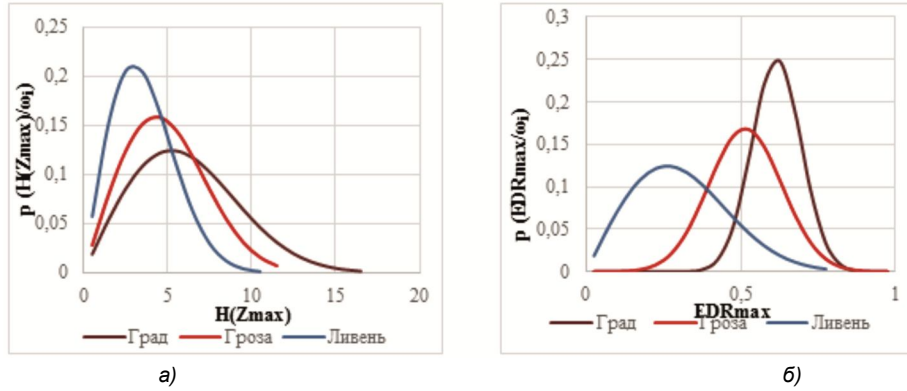 0,25
0,2
0,15
0,1
0,05
0
p (H(Zmax)/ωi)
0 5 10 15 20
H(Zmax)
Град Гроза Ливень
а)
0,3
0,25
0,2
0,15
0,1
0,05
0
p (EDRmax/ωi)
0 0,5 1
EDRmax
Град Гроза Ливень
б)